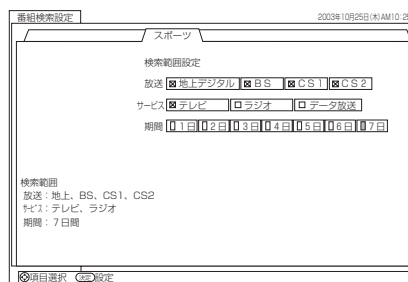 番組検索設定 2003年10月25日(木)AM10:25
スポーツ
検索範囲設定
放送 地上デジタル BS CS1 CS2
サービス テレビ ラジオ データ放送
期間 1日 2日 3日 4日 5日 6日 7日
検索範囲
放送：地上、BS、CS1、CS2
ｻｰﾋﾞｽ：テレビ、ラジオ
期間：7日間
項目選択 決定 設定